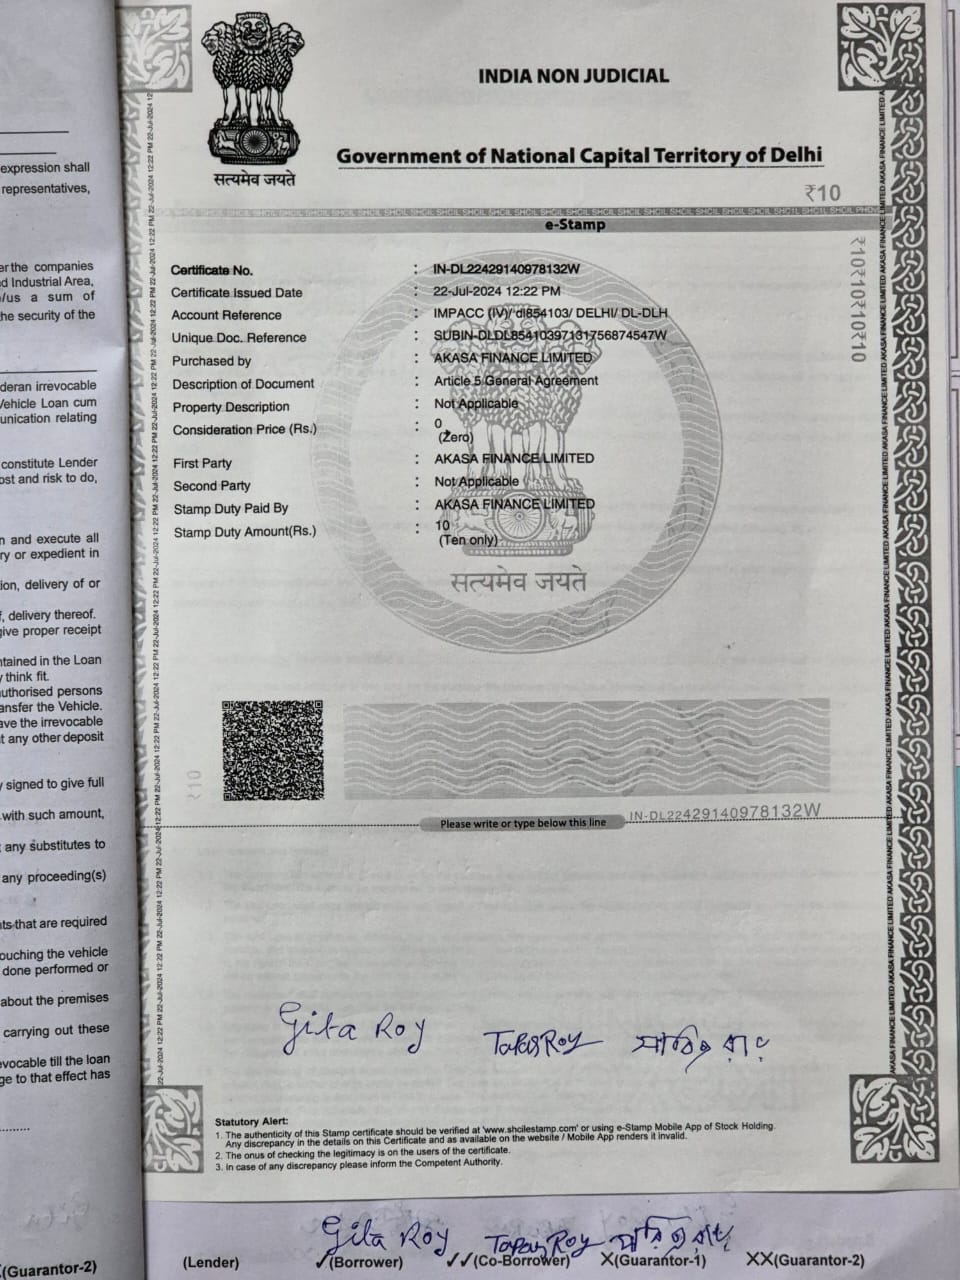 expression shall
representatives,
er the companies
d Industrial Area,
/us a sum of
he security of the
deran irrevocable
Vehicle Loan cum
unication relating
constitute Lender
ost and risk to do,
n and execute all
ry or expedient in
ion, delivery of or
f, delivery thereof.
give proper receipt
ntained in the Loan
y think fit.
authorised persons
ansfer the Vehicle.
ave the irrevocable
t any other deposit
y signed to give full
with such amount,
any substitutes to
any proceeding(s)
nts that are required
ouching the vehicle
done performed or
about the premises
carrying out these
evocable till the loan
ge to that effect has
(Guarantor-2)
सत्यमेव जयते
INDIA NON JUDICIAL
Government of National Capital Territory of Delhi
₹10
e-Stamp
Certificate No. : IN-DL22429140978132W
Certificate Issued Date : 22-Jul-2024 12:22 PM
Account Reference : IMPACC (IV)/ dl854103/ DELHI/ DL-DLH
Unique Doc. Reference : SUBIN-DLDL85410397131756874547W
Purchased by : AKASA FINANCE LIMITED
Description of Document : Article 5 General Agreement
Property Description : Not Applicable
Consideration Price (Rs.) : 0
(Zero)
First Party : AKASA FINANCE LIMITED
Second Party : Not Applicable
Stamp Duty Paid By : AKASA FINANCE LIMITED
Stamp Duty Amount(Rs.) : 10
(Ten only)
सत्यमेव जयते
₹10₹10₹10₹10
₹10
IN-DL22429140978132W
Please write or type below this line
Gita Roy Tapas Roy
Statutory Alert:
1. The authenticity of this Stamp certificate should be verified at 'www.shcilestamp.com' or using e-Stamp Mobile App of Stock Holding.
Any discrepancy in the details on this Certificate and as available on the website / Mobile App renders it invalid.
2. The onus of checking the legitimacy is on the users of the certificate.
3. In case of any discrepancy please inform the Competent Authority.
Gita Roy Tapas Roy
(Lender) ✓(Borrower) ✓✓(Co-Borrower) X(Guarantor-1) XX(Guarantor-2)